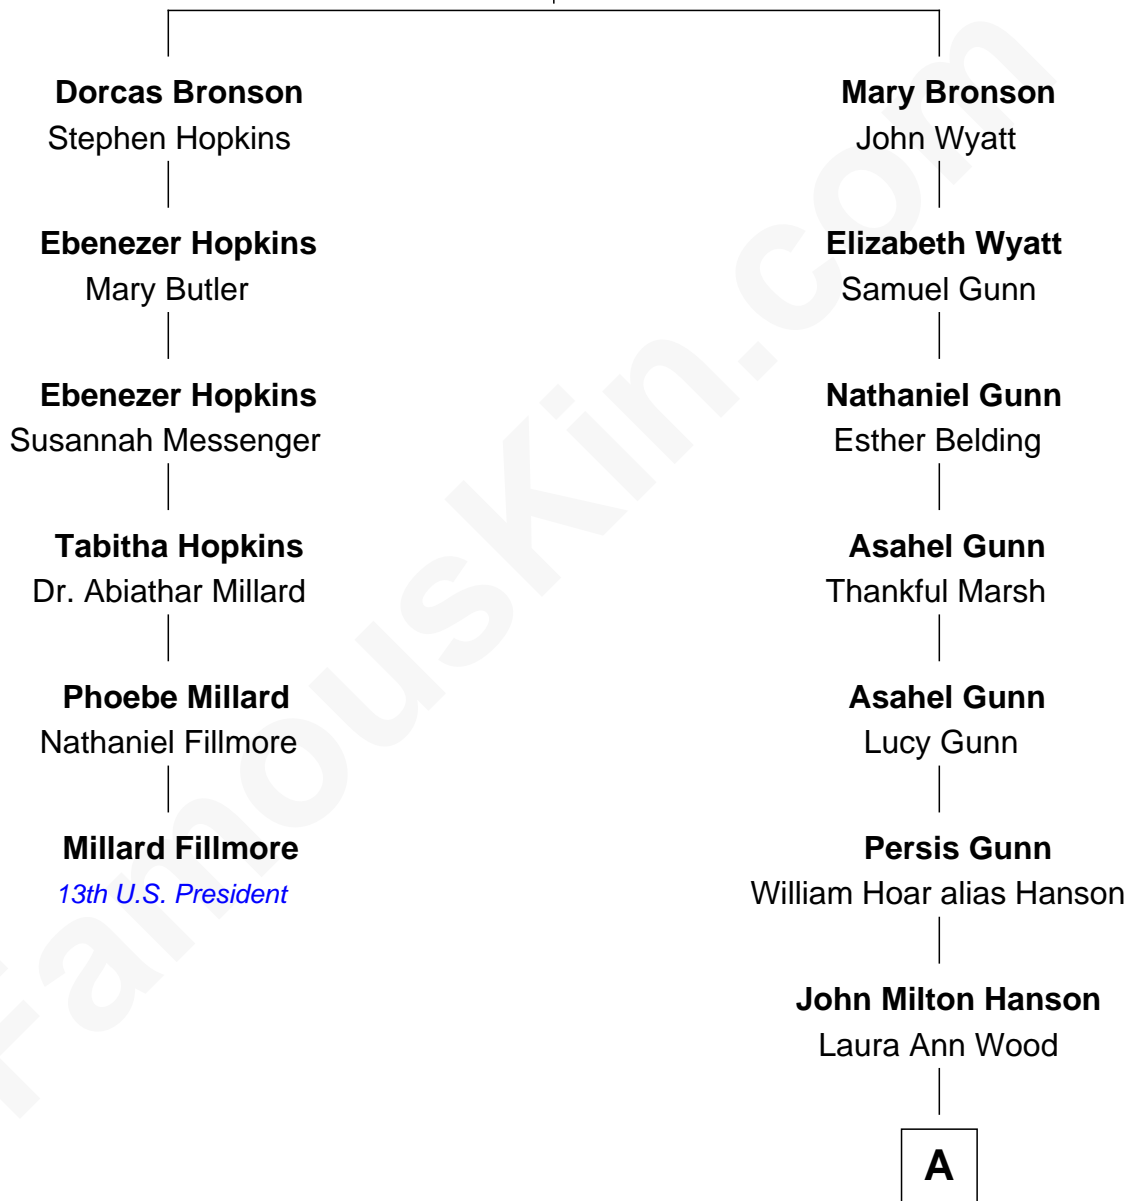 Dorcas Bronson
Stephen Hopkins
Ebenezer Hopkins
Mary Butler
Ebenezer Hopkins
Susannah Messenger
Tabitha Hopkins
Dr. Abiathar Millard
Phoebe Millard
Nathaniel Fillmore
Millard Fillmore
13th U.S. President
Mary Bronson
John Wyatt
Elizabeth Wyatt
Samuel Gunn
Nathaniel Gunn
Esther Belding
Asahel Gunn
Thankful Marsh
Asahel Gunn
Lucy Gunn
Persis Gunn
William Hoar alias Hanson
John Milton Hanson
Laura Ann Wood
A
FamousKin.com